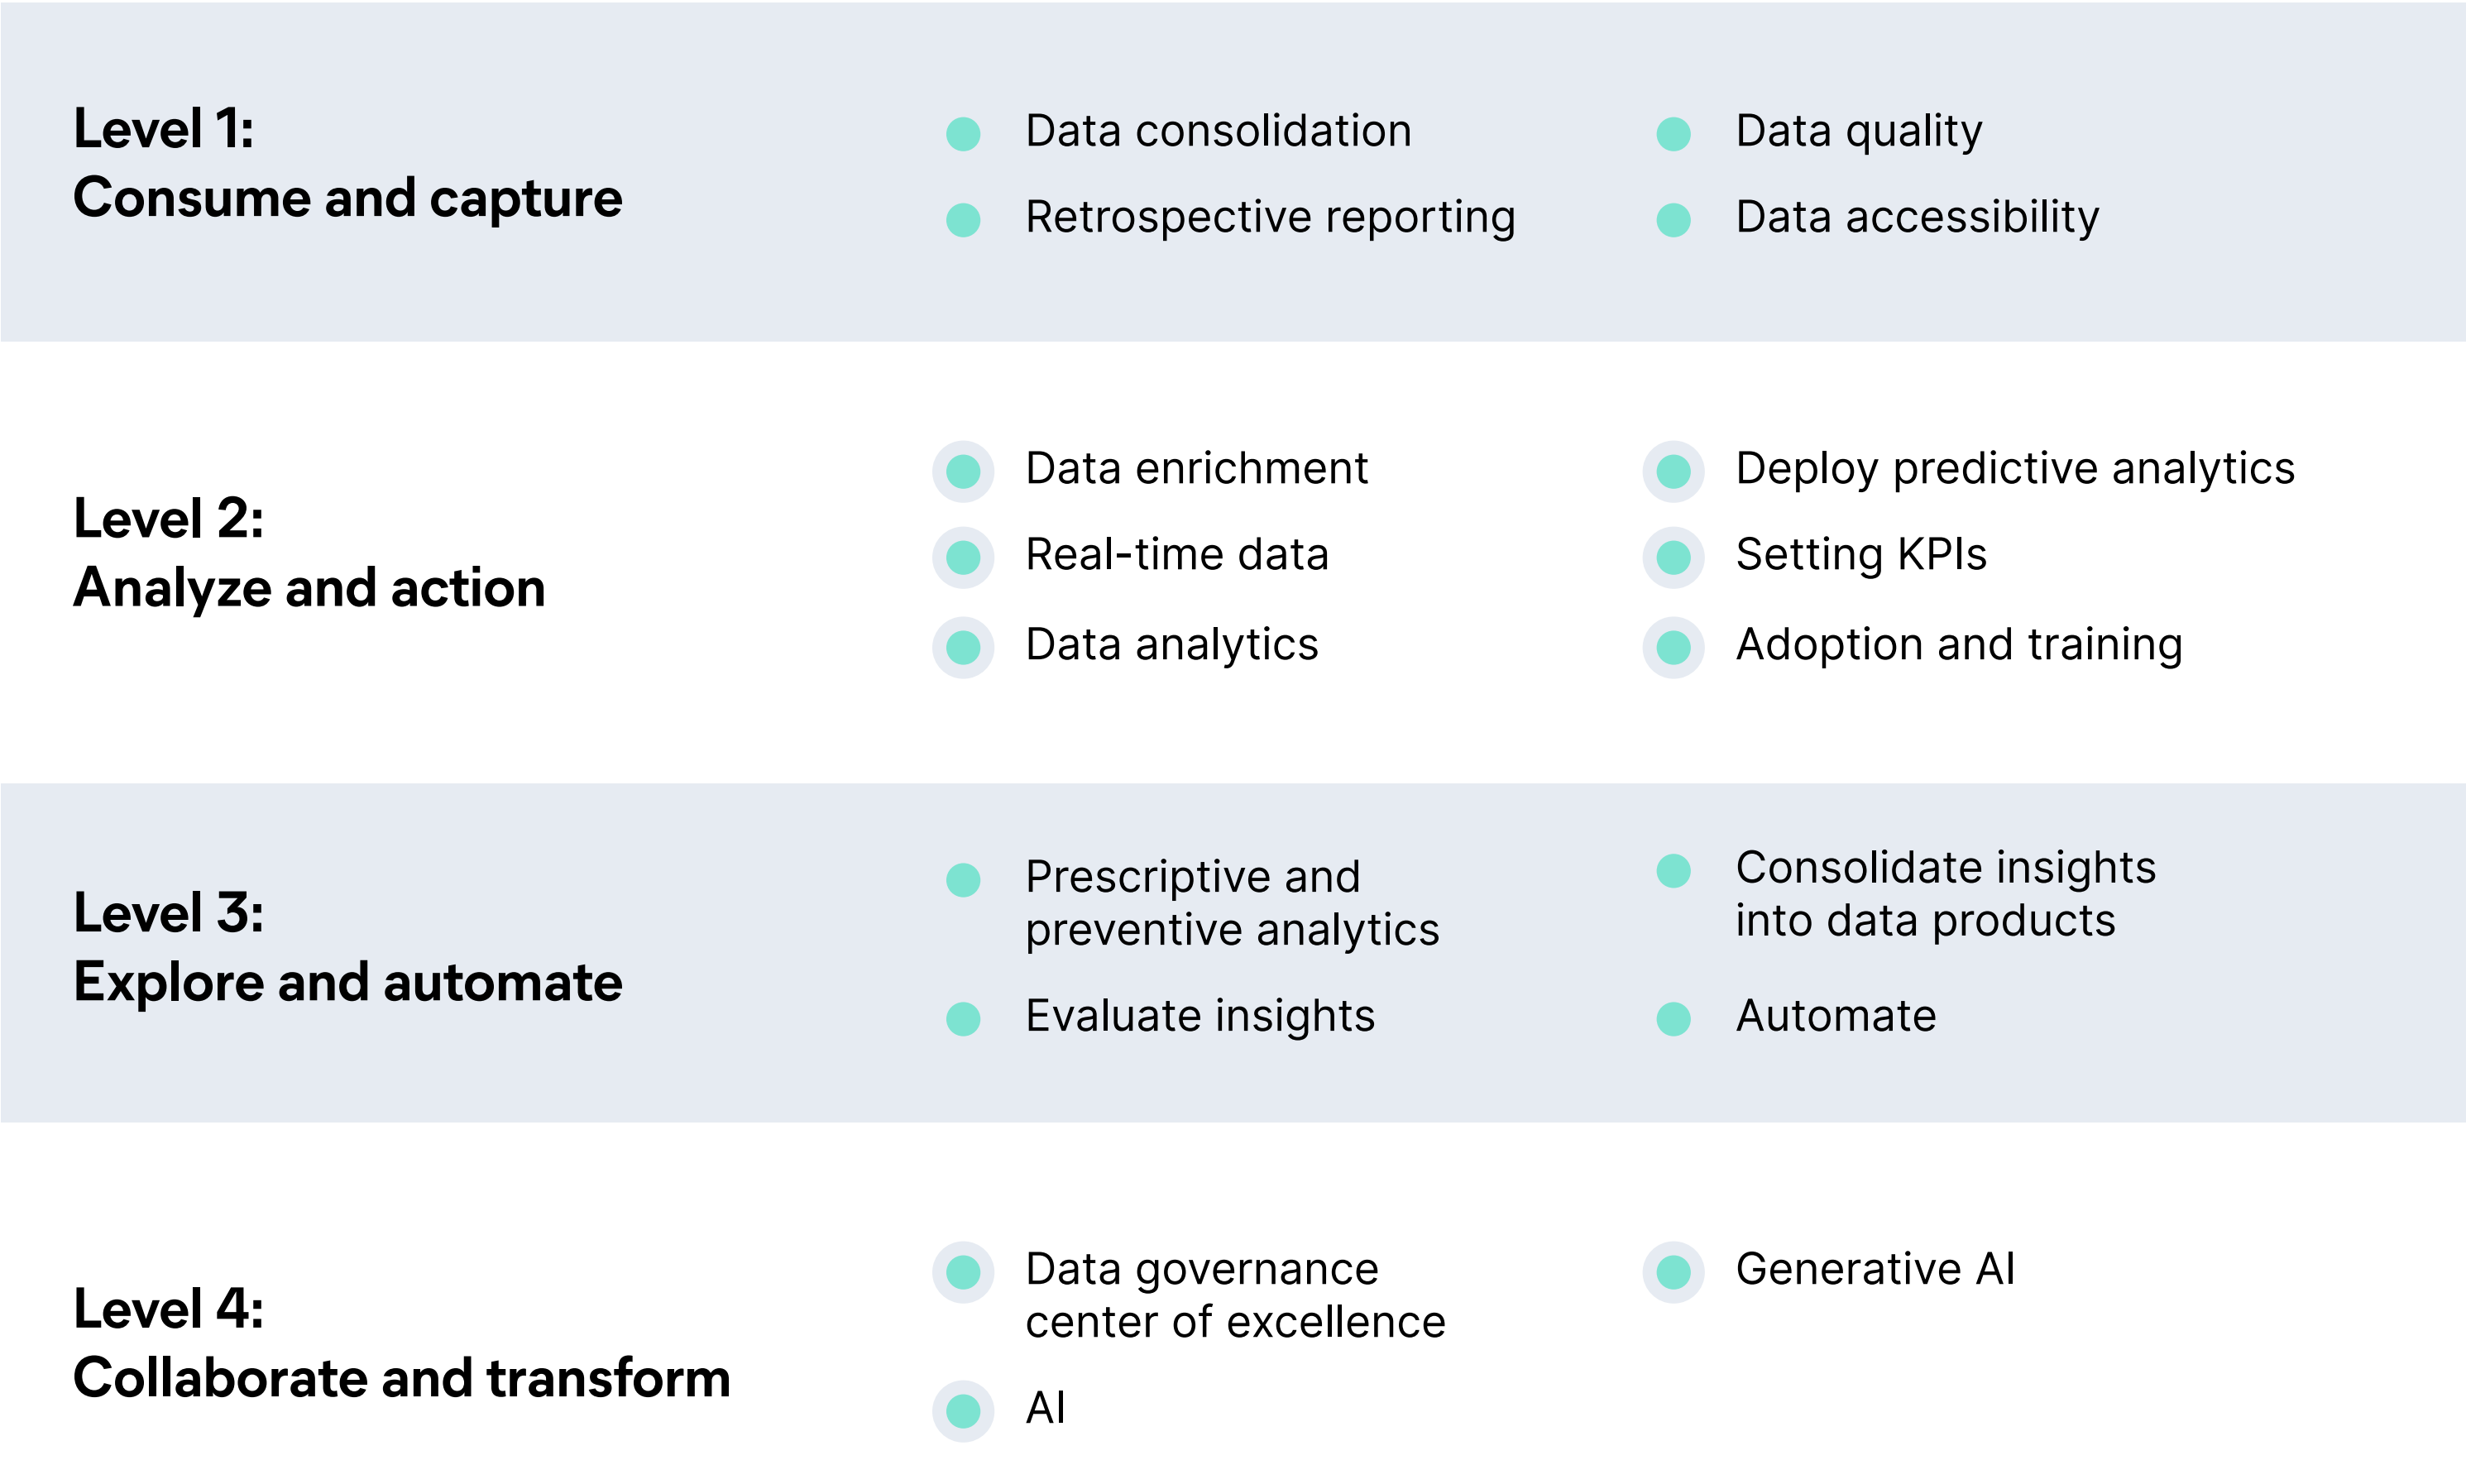 Level 1:
Consume and capture
Data consolidation
Retrospective reporting
Data quality
Data accessibility
Level 2:
Analyze and action
Data enrichment
Real-time data
Data analytics
Deploy predictive analytics
Setting KPIs
Adoption and training
Level 3:
Explore and automate
Prescriptive and
preventive analytics
Evaluate insights
Consolidate insights
into data products
Automate
Level 4:
Collaborate and transform
Data governance
center of excellence
AI
Generative AI